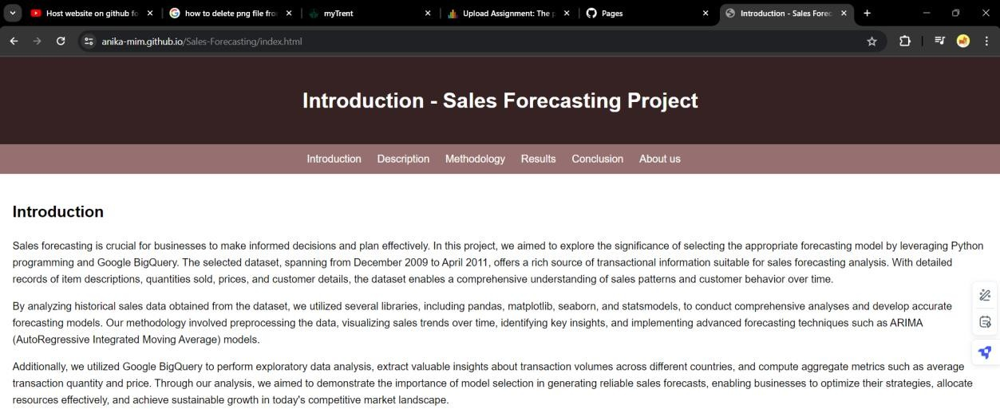 Host website on github fo
how to delete png file fro
myTrent
Upload Assignment: The p
Pages
Introduction - Sales Forec
anika-mim.github.io/Sales-Forecasting/index.html
Introduction - Sales Forecasting Project
Introduction Description Methodology Results Conclusion About us
Introduction
Sales forecasting is crucial for businesses to make informed decisions and plan effectively. In this project, we aimed to explore the significance of selecting the appropriate forecasting model by leveraging Python
programming and Google BigQuery. The selected dataset, spanning from December 2009 to April 2011, offers a rich source of transactional information suitable for sales forecasting analysis. With detailed
records of item descriptions, quantities sold, prices, and customer details, the dataset enables a comprehensive understanding of sales patterns and customer behavior over time.
By analyzing historical sales data obtained from the dataset, we utilized several libraries, including pandas, matplotlib, seaborn, and statsmodels, to conduct comprehensive analyses and develop accurate
forecasting models. Our methodology involved preprocessing the data, visualizing sales trends over time, identifying key insights, and implementing advanced forecasting techniques such as ARIMA
(AutoRegressive Integrated Moving Average) models.
Additionally, we utilized Google BigQuery to perform exploratory data analysis, extract valuable insights about transaction volumes across different countries, and compute aggregate metrics such as average
transaction quantity and price. Through our analysis, we aimed to demonstrate the importance of model selection in generating reliable sales forecasts, enabling businesses to optimize their strategies, allocate
resources effectively, and achieve sustainable growth in today's competitive market landscape.